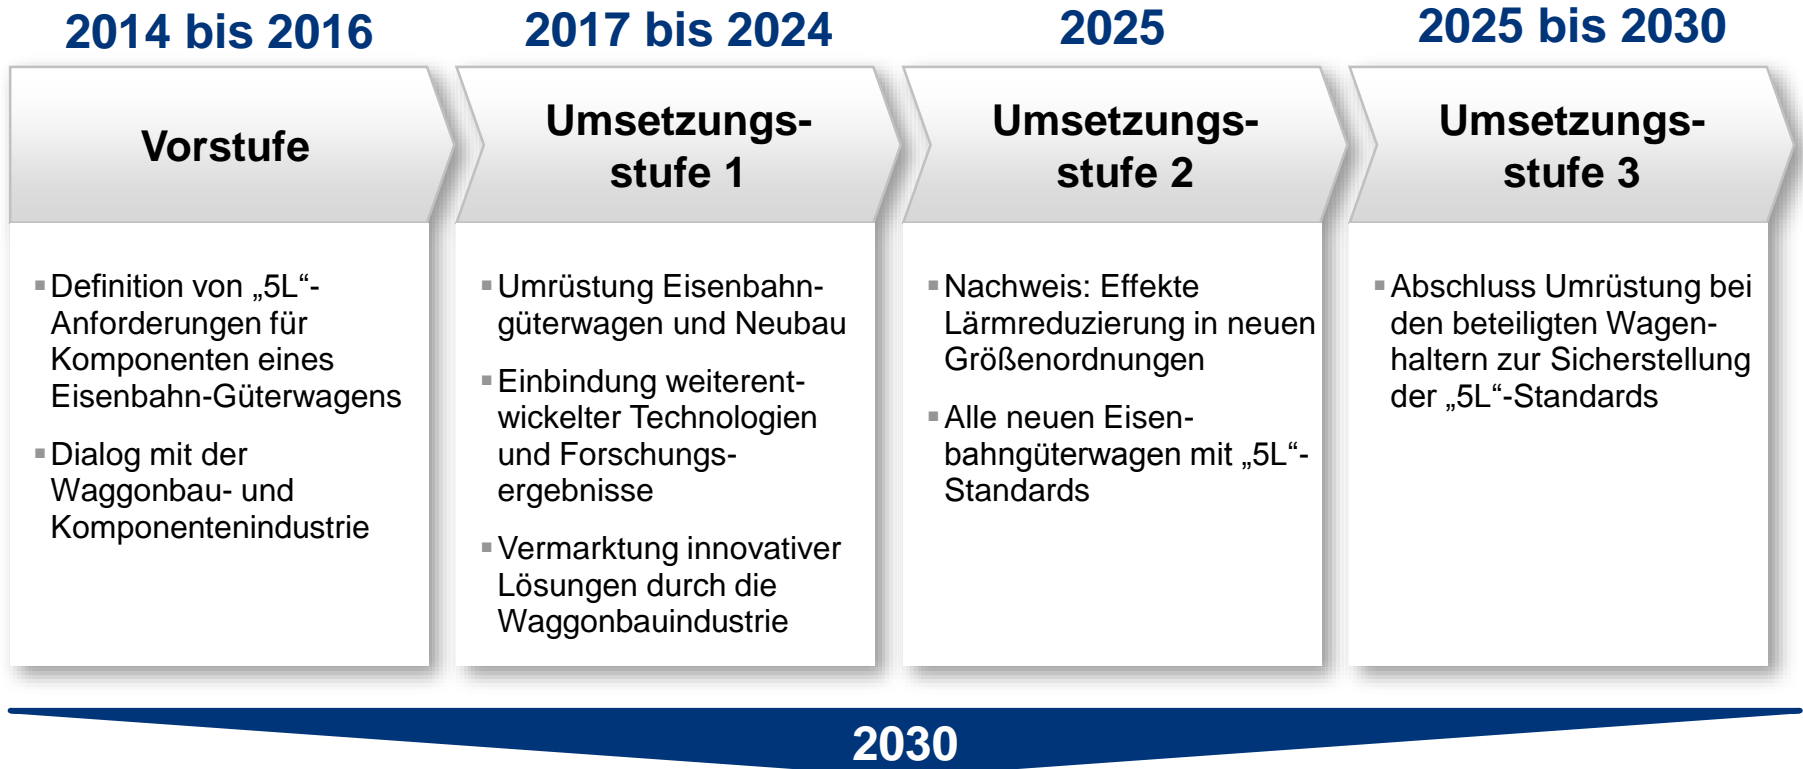 2014 bis 2016
Vorstufe
▪Definition von „5L“-
Anforderungen für
Komponenten eines
Eisenbahn-Güterwagens
▪Dialog mit der
Waggonbau- und
Komponentenindustrie
2017 bis 2024
Umsetzungs-
stufe 1
▪Umrüstung Eisenbahn-
güterwagen und Neubau
▪Einbindung weiterent-
wickelter Technologien
und Forschungs-
ergebnisse
▪Vermarktung innovativer
Lösungen durch die
Waggonbauindustrie
2025
Umsetzungs-
stufe 2
▪Nachweis: Effekte
Lärmreduzierung in neuen
Größenordnungen
▪Alle neuen Eisen-
bahngüterwagen mit „5L“-
Standards
2025 bis 2030
Umsetzungs-
stufe 3
▪Abschluss Umrüstung bei
den beteiligten Wagen-
haltern zur Sicherstellung
der „5L“-Standards
2030